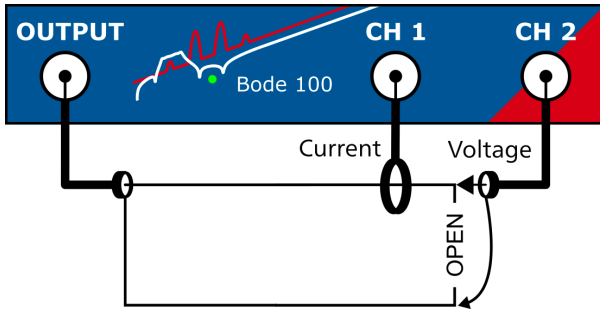 OUTPUT
CH 1
CH 2
Bode 100
Current
Voltage
OPEN